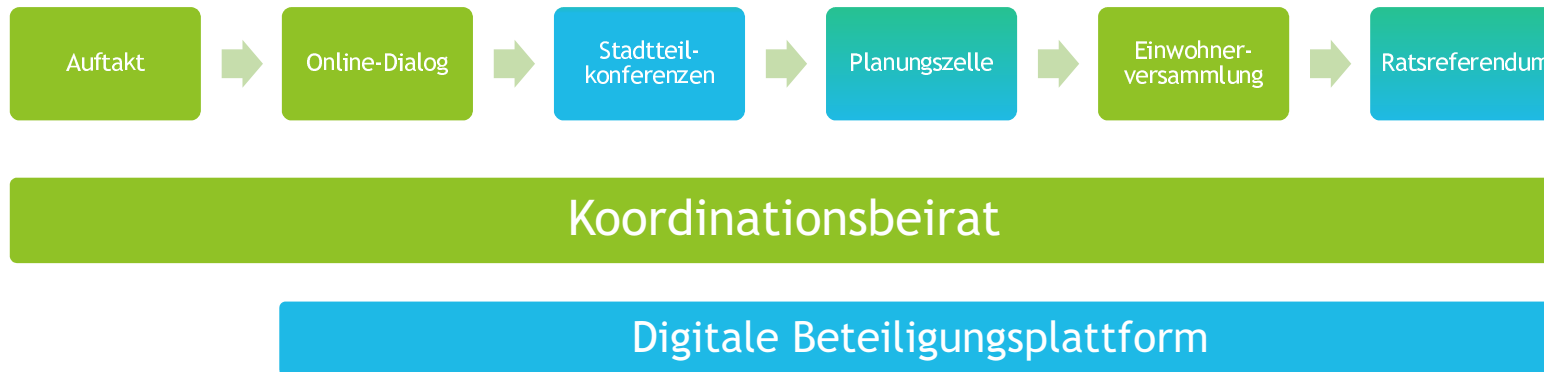 Auftakt
Online-Dialog
Stadtteil-
konferenzen
Planungszelle
Einwohner-
versammlung
Ratsreferendum
Koordinationsbeirat
Digitale Beteiligungsplattform